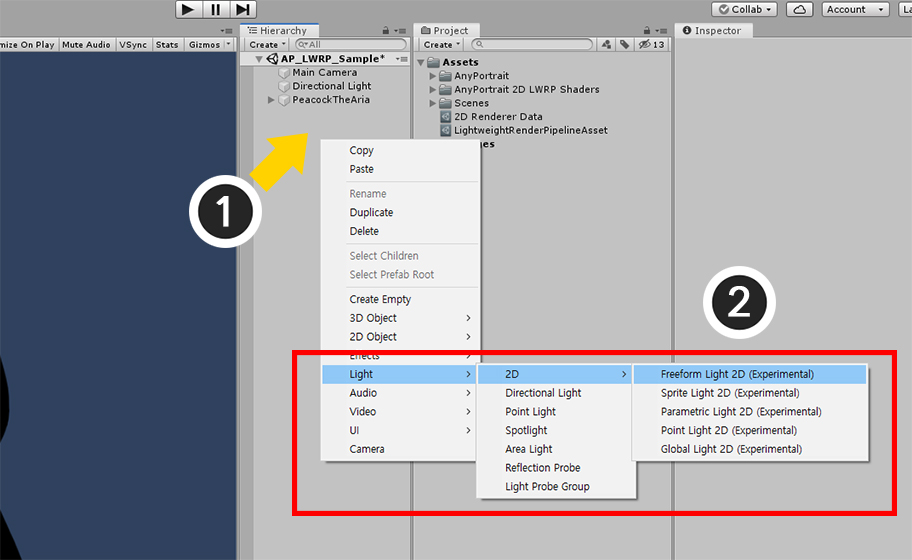 Collab
Account
La
Hierarchy
Project
Inspector
mize On Play
Mute Audio
VSync
Stats
Gizmos
Create
All
Create
13
AP_LWRP_Sample*
Main Camera
Directional Light
PeacockTheAria
Assets
AnyPortrait
AnyPortrait 2D LWRP Shaders
Scenes
2D Renderer Data
LightweightRenderPipelineAsset
ges
1
Copy
Paste
Rename
Duplicate
Delete
Select Children
Select Prefab Root
Create Empty
3D Object
2D Object
Effects
Light
Audio
Video
UI
Camera
2
2D
Directional Light
Point Light
Spotlight
Area Light
Reflection Probe
Light Probe Group
Freeform Light 2D (Experimental)
Sprite Light 2D (Experimental)
Parametric Light 2D (Experimental)
Point Light 2D (Experimental)
Global Light 2D (Experimental)